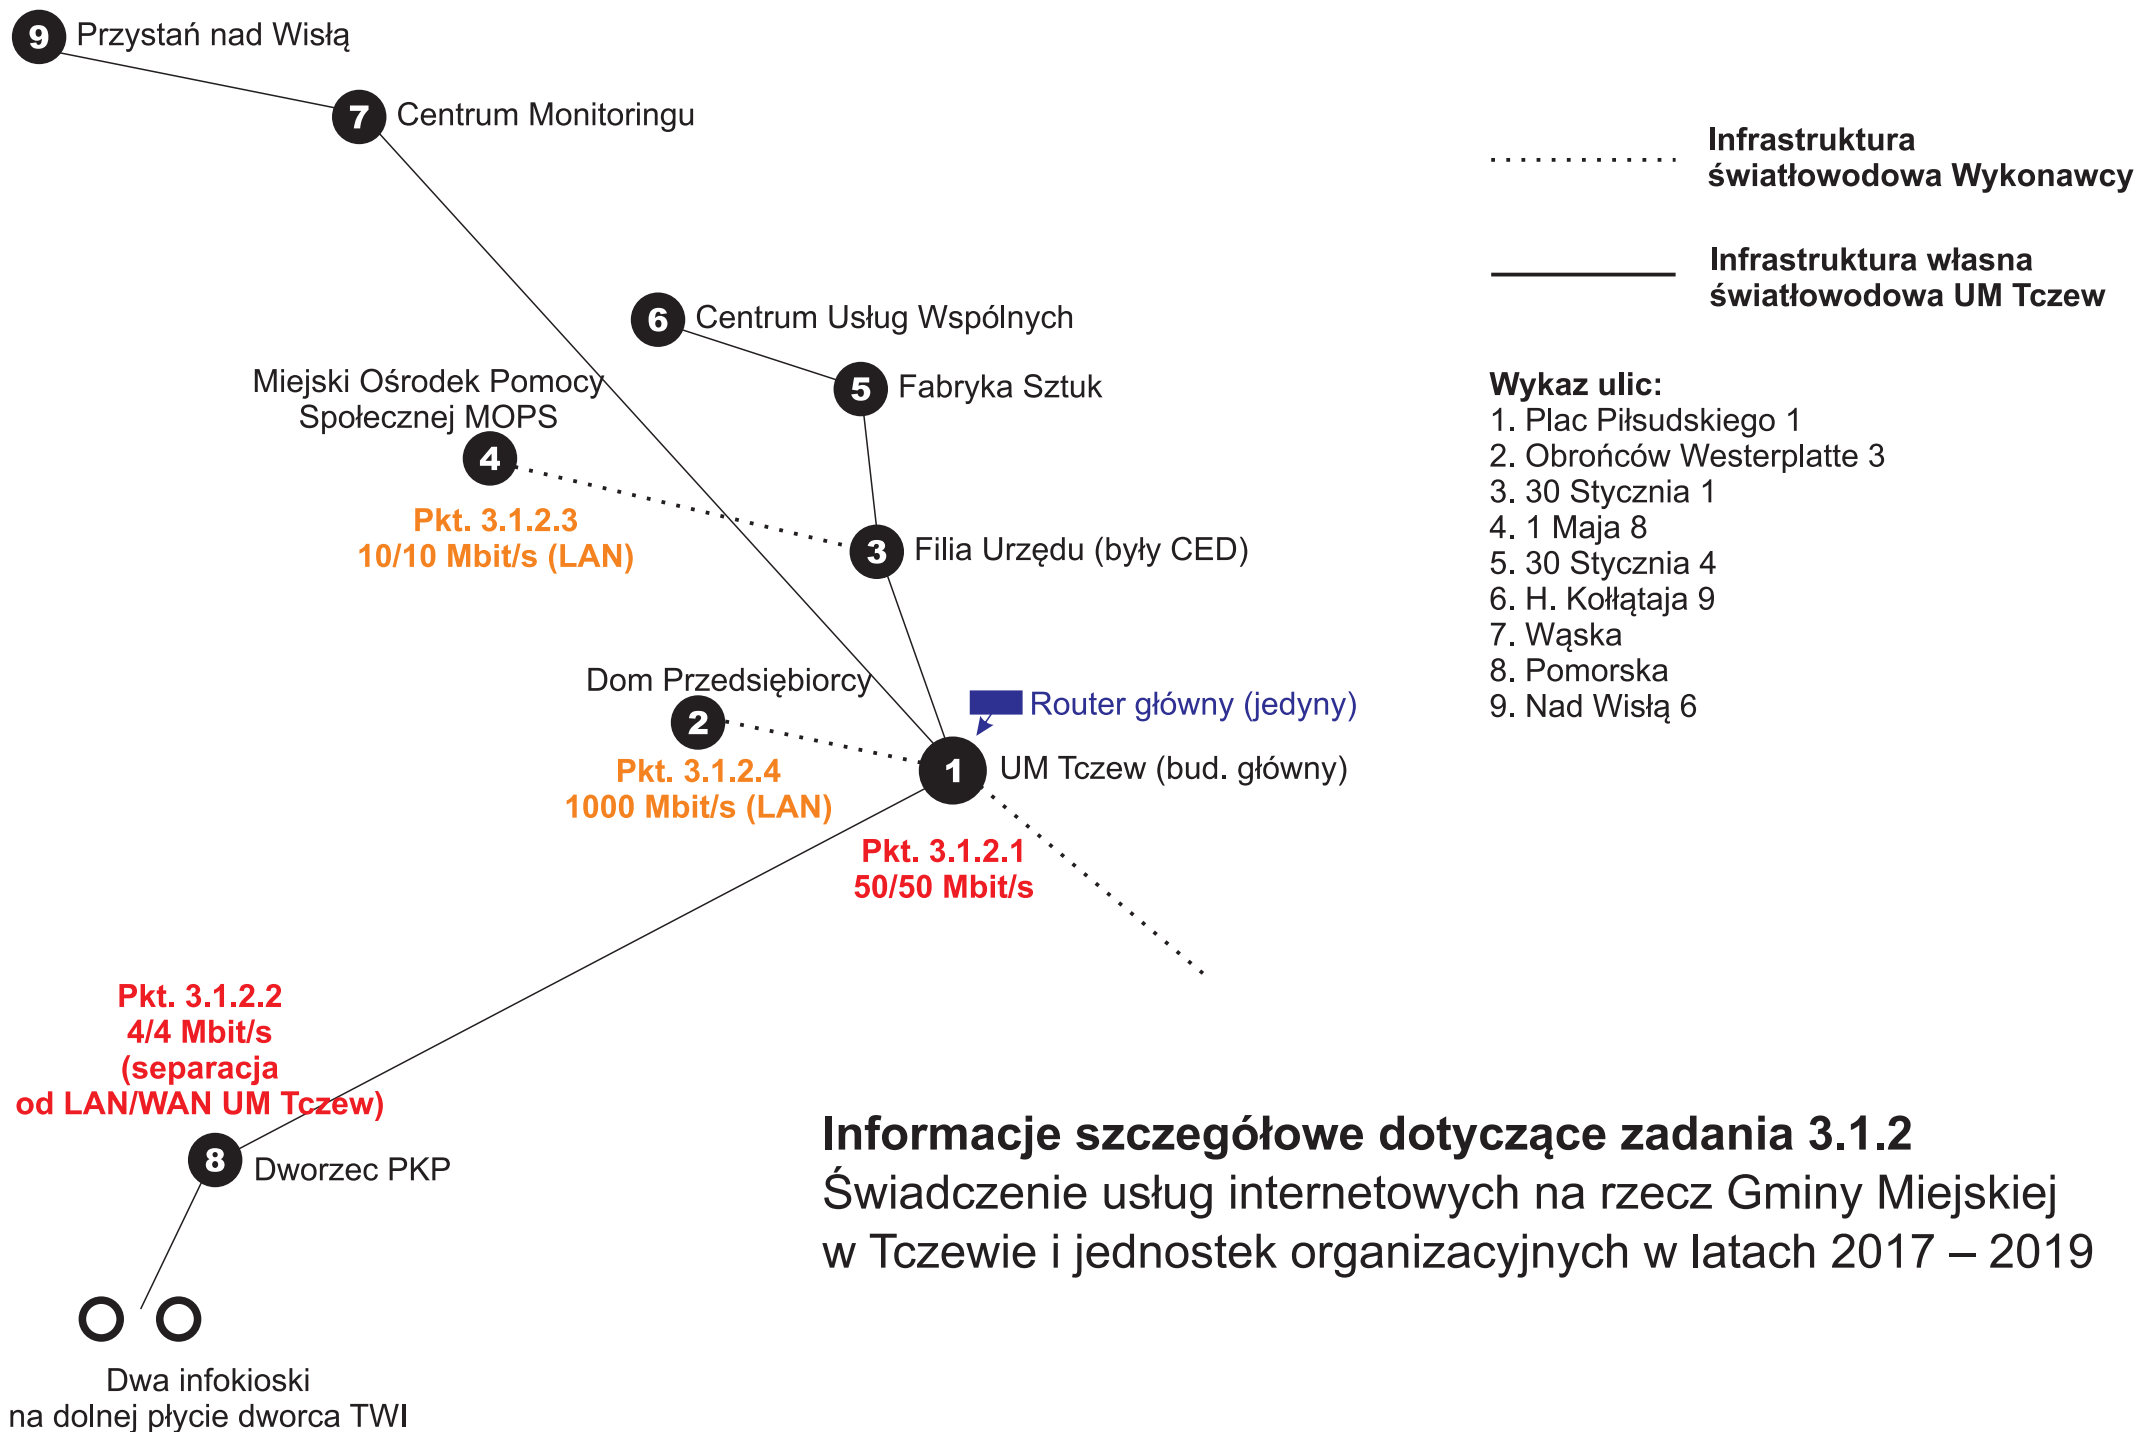 9 Przystań nad Wisłą
7 Centrum Monitoringu
Infrastruktura
światłowodowa Wykonawcy
Infrastruktura własna
światłowodowa UM Tczew
6 Centrum Usług Wspólnych
5 Fabryka Sztuk
Miejski Ośrodek Pomocy
Społecznej MOPS
4
Pkt. 3.1.2.3
10/10 Mbit/s (LAN)
3 Filia Urzędu (były CED)
Wykaz ulic:
1. Plac Piłsudskiego 1
2. Obrońców Westerplatte 3
3. 30 Stycznia 1
4. 1 Maja 8
5. 30 Stycznia 4
6. H. Kołłątaja 9
7. Wąska
8. Pomorska
9. Nad Wisłą 6
Dom Przedsiębiorcy
2
Pkt. 3.1.2.4
1000 Mbit/s (LAN)
Router główny (jedyny)
1 UM Tczew (bud. główny)
Pkt. 3.1.2.1
50/50 Mbit/s
Pkt. 3.1.2.2
4/4 Mbit/s
(separacja
od LAN/WAN UM Tczew)
8 Dworzec PKP
Dwa infokioski
na dolnej płycie dworca TWI
Informacje szczegółowe dotyczące zadania 3.1.2
Świadczenie usług internetowych na rzecz Gminy Miejskiej
w Tczewie i jednostek organizacyjnych w latach 2017 – 2019